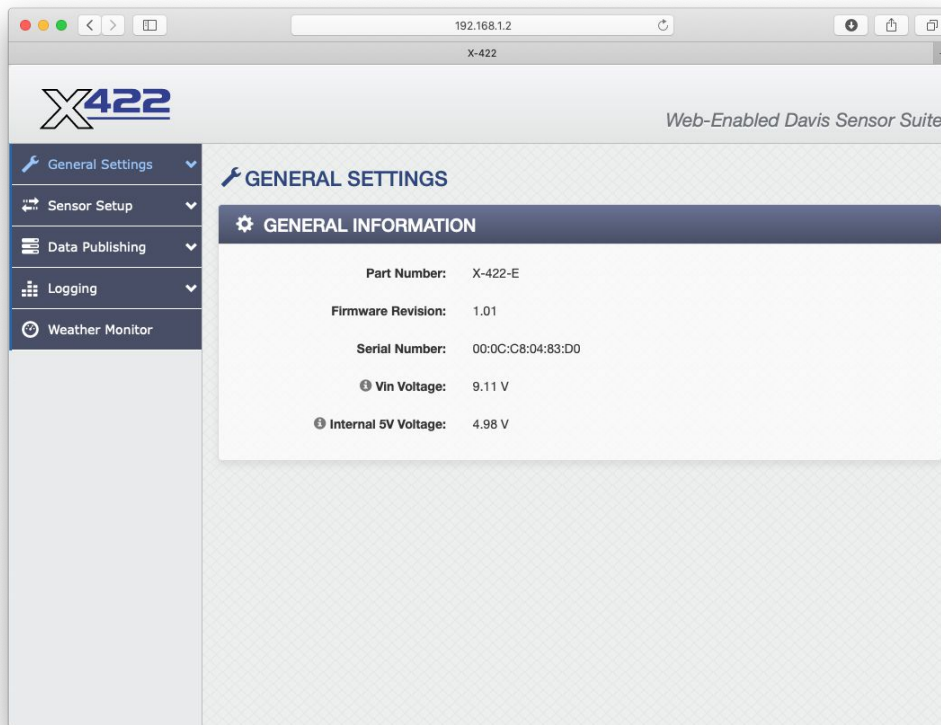 192.168.1.2
X-422
X422
Web-Enabled Davis Sensor Suite
General Settings
Sensor Setup
Data Publishing
Logging
Weather Monitor
GENERAL SETTINGS
GENERAL INFORMATION
Part Number: X-422-E
Firmware Revision: 1.01
Serial Number: 00:0C:C8:04:83:D0
Vin Voltage: 9.11 V
Internal 5V Voltage: 4.98 V